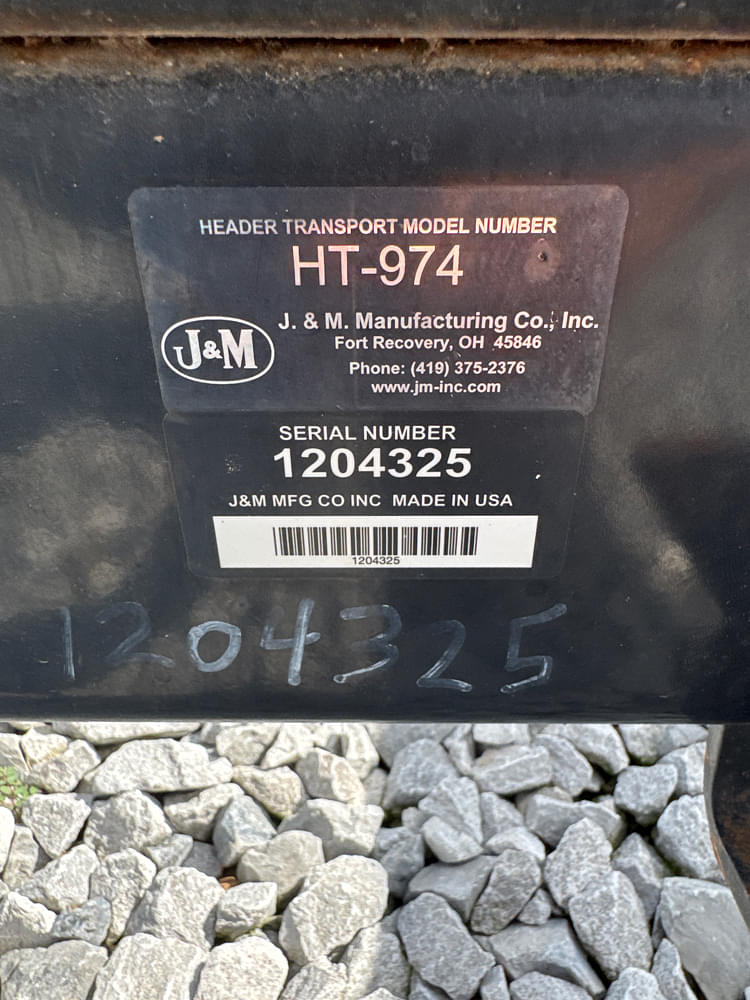 HEADER TRANSPORT MODEL NUMBER
HT-974
J&M
J. & M. Manufacturing Co., Inc.
Fort Recovery, OH 45846
Phone: (419) 375-2376
www.jm-inc.com
SERIAL NUMBER
1204325
J&M MFG CO INC MADE IN USA
1204325
1204325